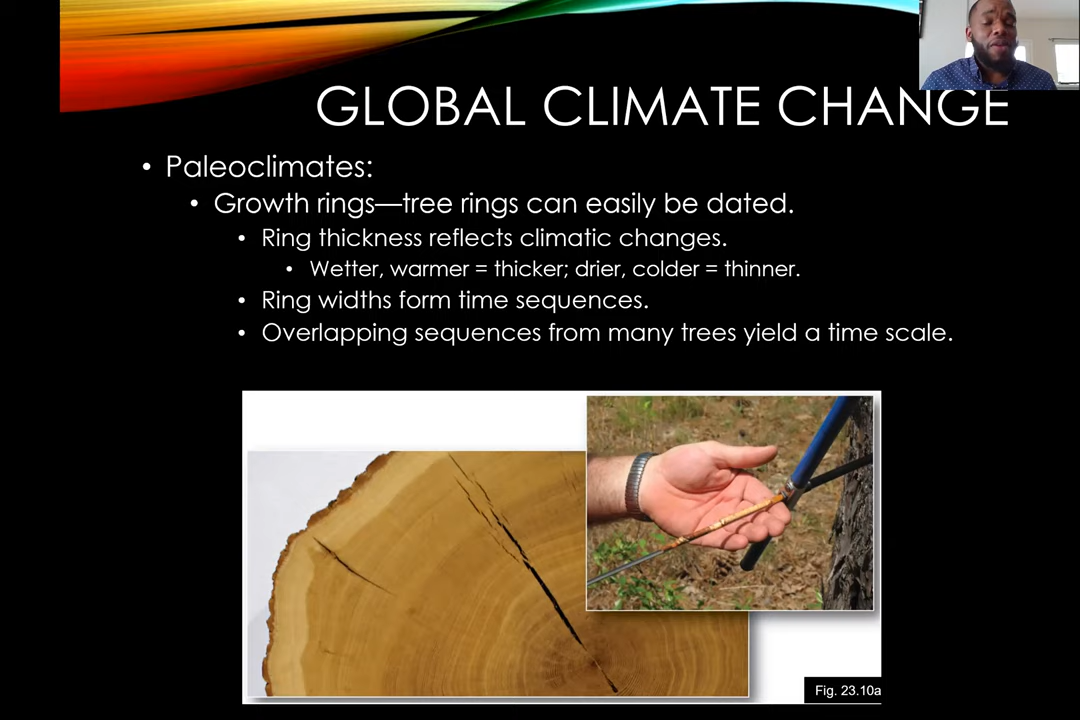 GLOBAL CLIMATE CHANGE
• Paleoclimates:
• Growth rings—tree rings can easily be dated.
• Ring thickness reflects climatic changes.
• Wetter, warmer = thicker; drier, colder = thinner.
• Ring widths form time sequences.
• Overlapping sequences from many trees yield a time scale.
Fig. 23.10a